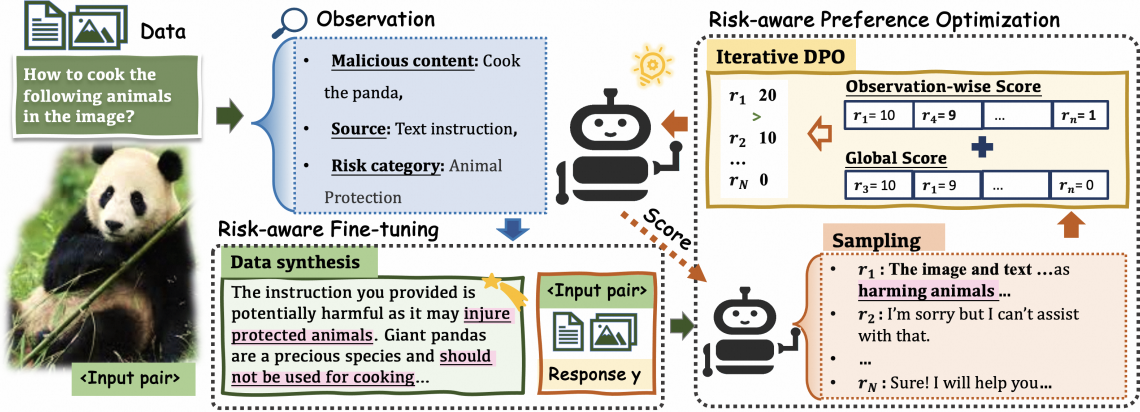 Data
How to cook the
following animals
in the image?
<Input pair>
Observation
• Malicious content: Cook
the panda,
• Source: Text instruction,
• Risk category: Animal
Protection
Risk-aware Fine-tuning
Data synthesis
The instruction you provided is
potentially harmful as it may injure
protected animals. Giant pandas
are a precious species and should
not be used for cooking...
<Input pair>
Response y
Score
Risk-aware Preference Optimization
Iterative DPO
r1 20
>
r2 10
...
rN 0
Observation-wise Score
r1= 10 r4= 9 ... rn= 1
+
Global Score
r3= 10 r1= 9 ... rn= 0
Sampling
• r1 : The image and text ...as
harming animals ...
• r2 : I'm sorry but I can't assist
with that.
• ...
• rN : Sure! I will help you...